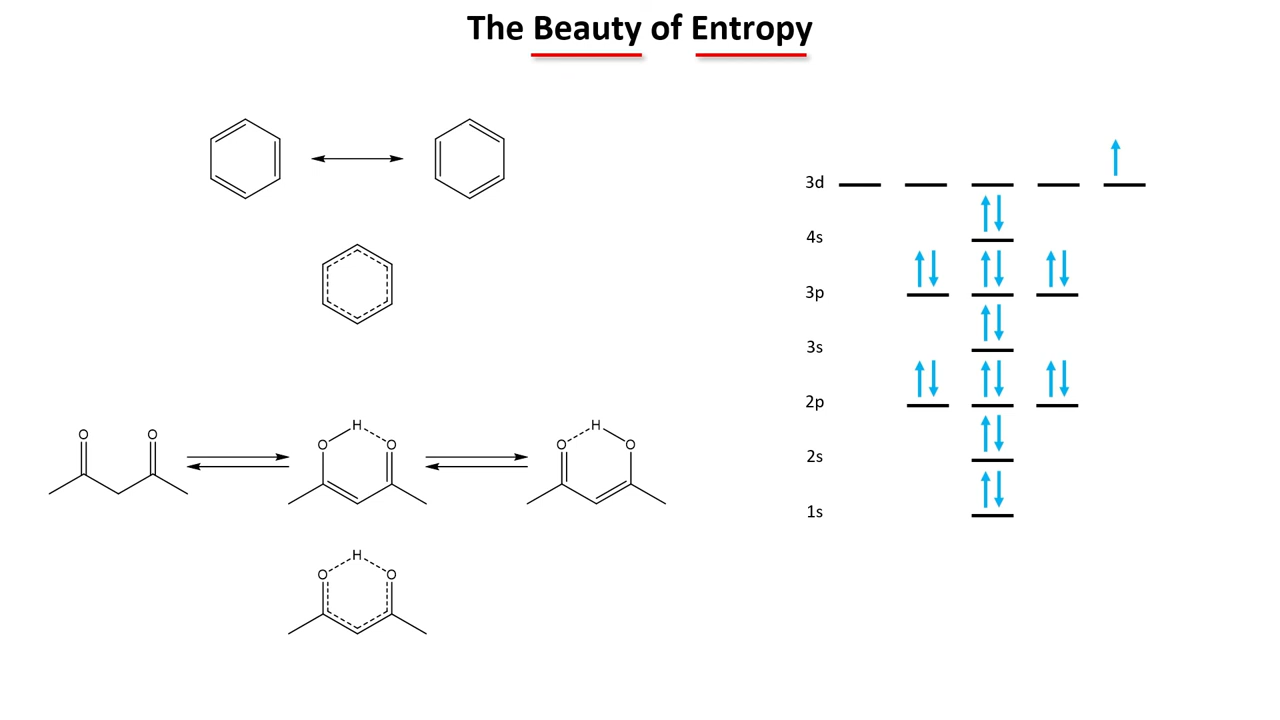 The Beauty of Entropy
3d
4s
3p
3s
2p
2s
1s
O O
H
O O
H
O O
H
O O